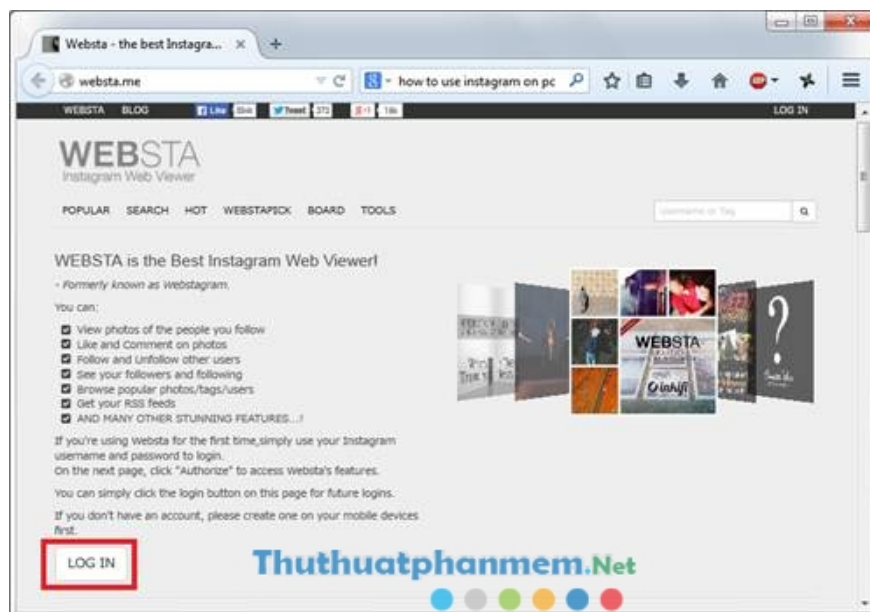 Websta - the best Instagra...
websta.me
how to use instagram on pc
WEBSTA BLOG Like Tweet 373 +1 16k LOG IN
WEBSTA
Instagram Web Viewer
POPULAR SEARCH HOT WEBSTAPICK BOARD TOOLS
Username or Tag
WEBSTA is the Best Instagram Web Viewer!
- Formerly known as Webstagram.
You can:
View photos of the people you follow
Like and Comment on photos
Follow and Unfollow other users
See your followers and following
Browse popular photos/tags/users
Get your RSS feeds
AND MANY OTHER STUNNING FEATURES...!
WEBSTA
?
If you're using Websta for the first time,simply use your Instagram
username and password to login.
On the next page, click "Authorize" to access Websta's features.
You can simply click the login button on this page for future logins.
If you don't have an account, please create one on your mobile devices
first.
LOG IN
Thuthuatphanmem.Net